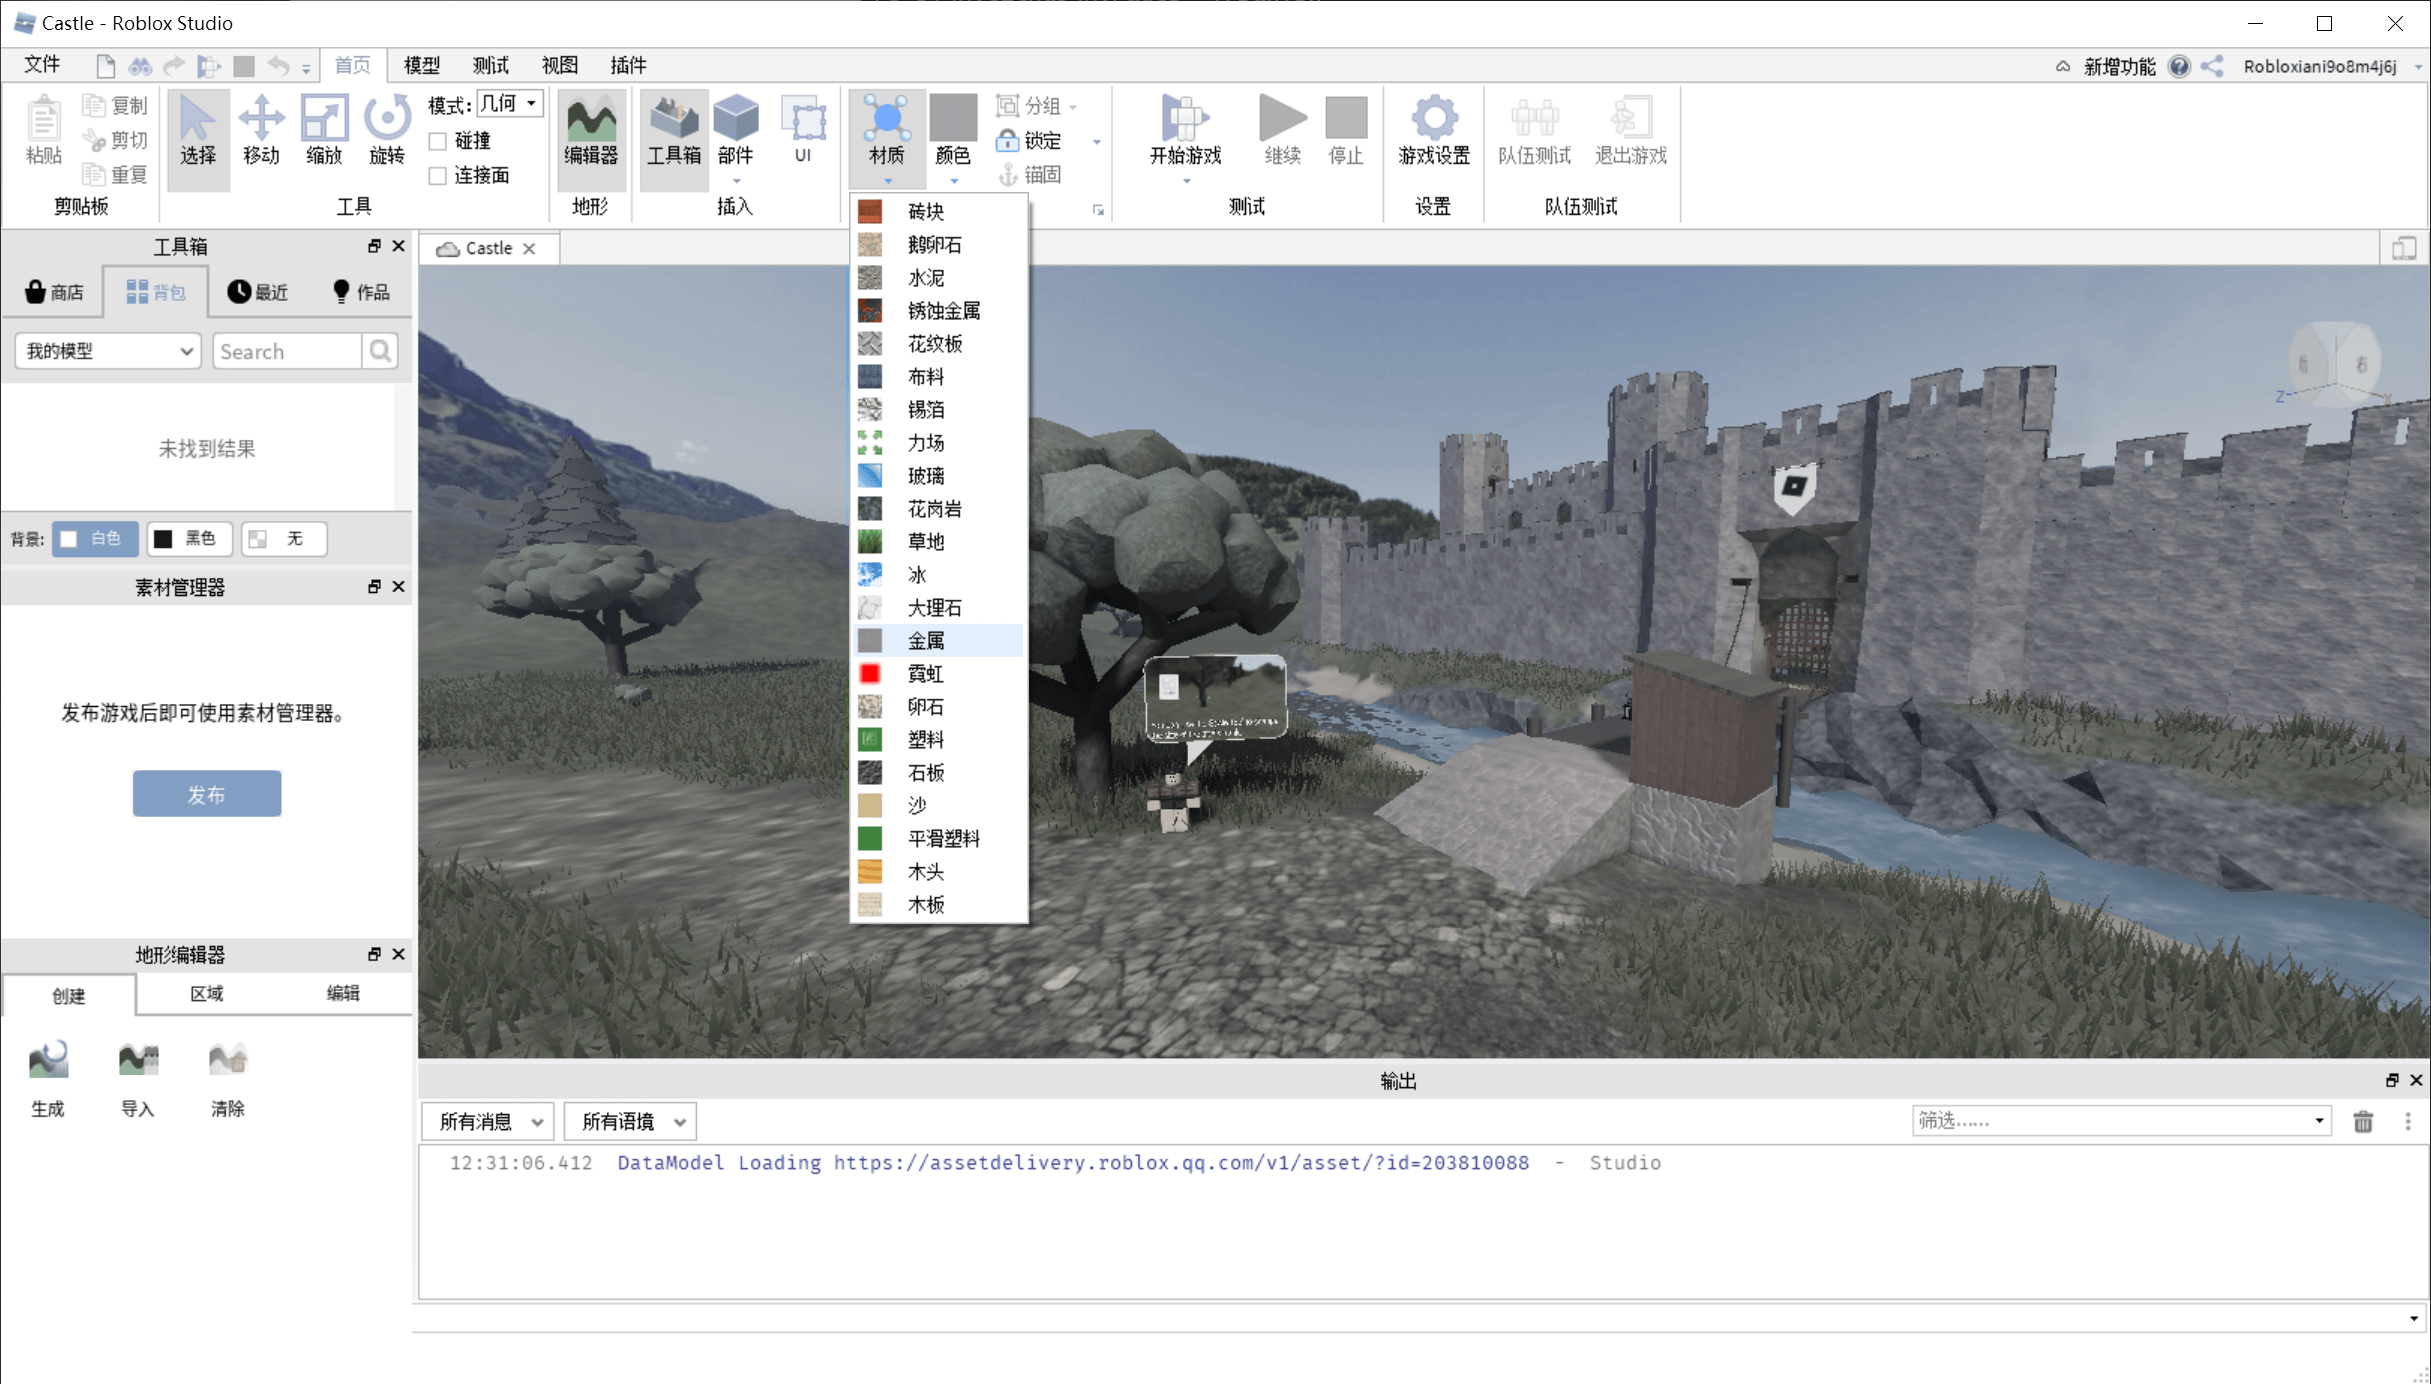 Castle - Roblox Studio
文件 首页 模型 测试 视图 插件 新增功能 Robloxiani9o8m4j6j
粘贴 复制 剪切 重复
剪贴板
选择 移动 缩放 旋转
模式: 几何
碰撞
连接面
工具
编辑器
地形
工具箱 部件 UI
插入
材质 颜色 分组 锁定 锚固
开始游戏 继续 停止
测试
游戏设置
设置
队伍测试 退出游戏
队伍测试
工具箱
商店 背包 最近 作品
我的模型 Search
未找到结果
背景: 白色 黑色 无
素材管理器
发布游戏后即可使用素材管理器。
发布
地形编辑器
创建 区域 编辑
生成 导入 清除
Castle
砖块
鹅卵石
水泥
锈蚀金属
花纹板
布料
锡箔
力场
玻璃
花岗岩
草地
冰
大理石
金属
霓虹
卵石
塑料
石板
沙
平滑塑料
木头
木板
Z
输出
所有消息 所有语境 筛选......
12:31:06.412 DataModel Loading https://assetdelivery.roblox.qq.com/v1/asset/?id=203810088 - Studio